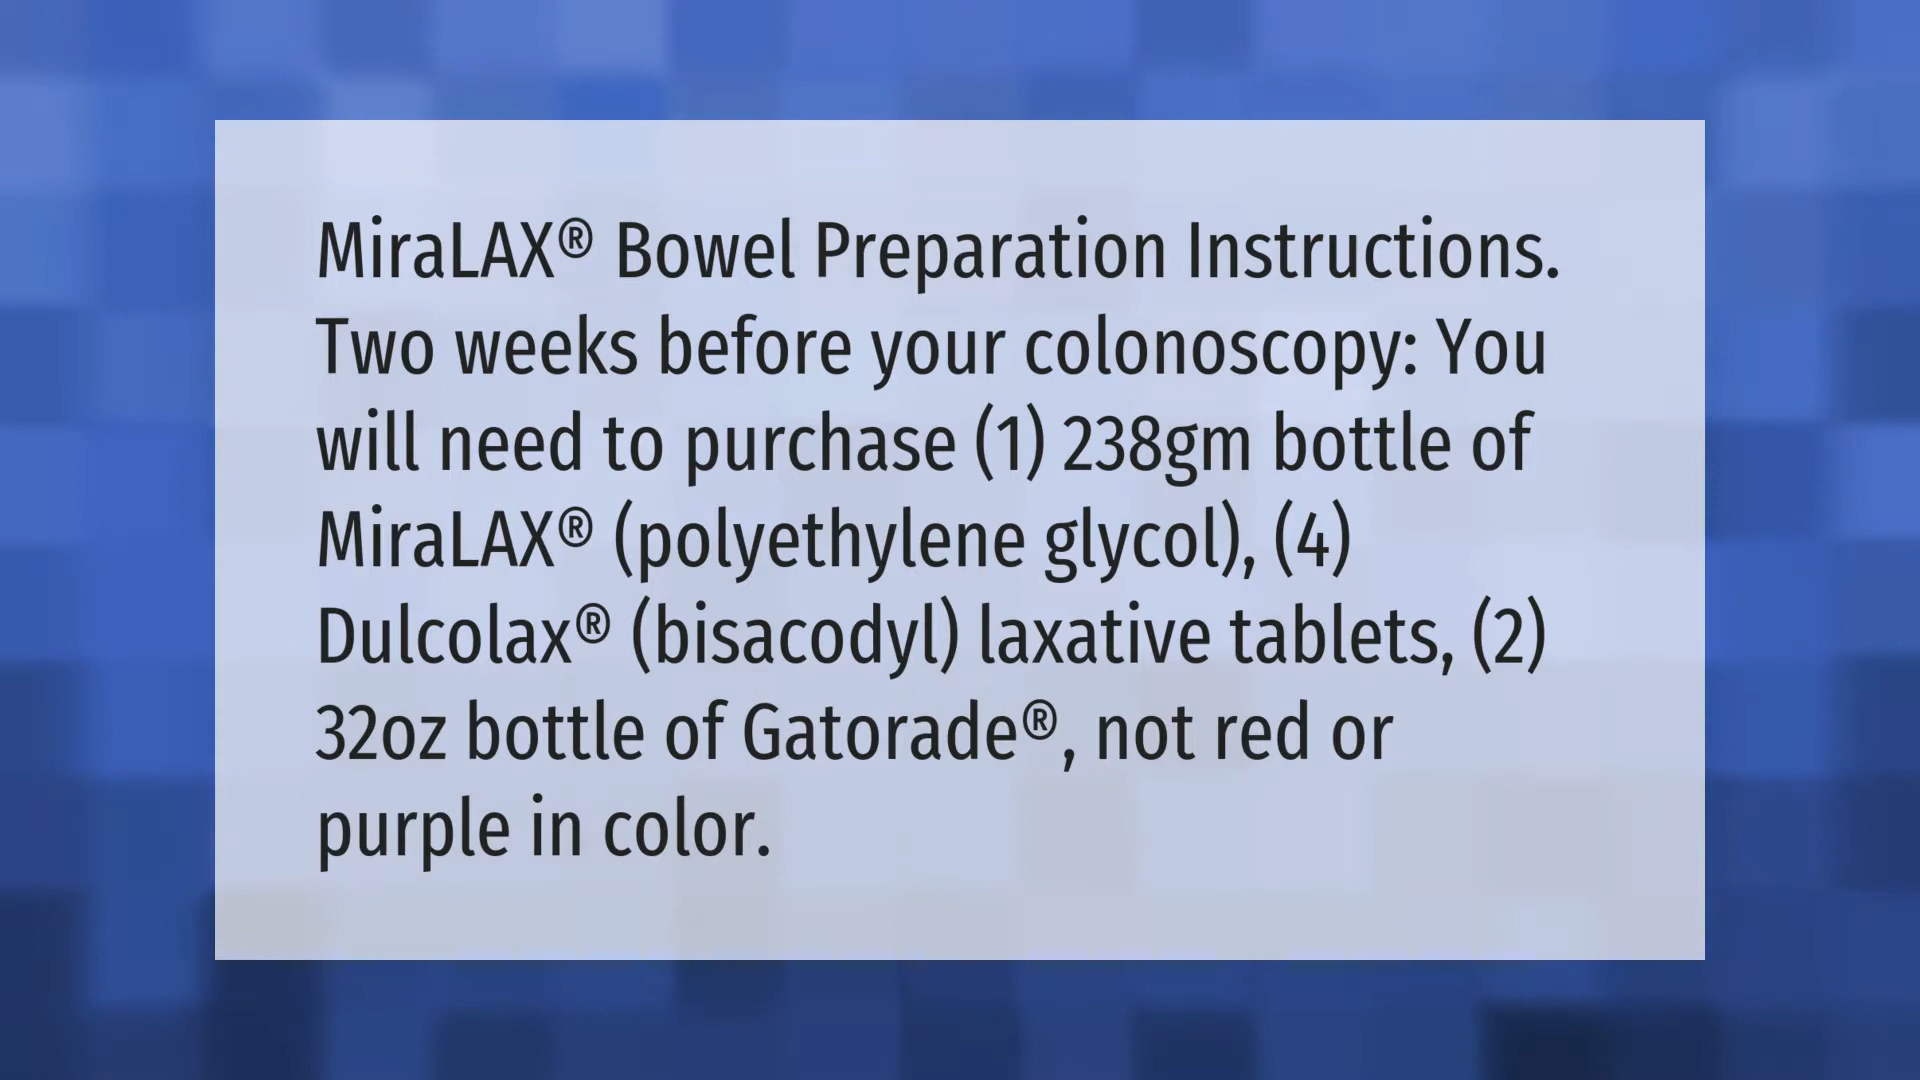 MiraLAX® Bowel Preparation Instructions.
Two weeks before your colonoscopy: You
will need to purchase (1) 238gm bottle of
MiraLAX® (polyethylene glycol), (4)
Dulcolax® (bisacodyl) laxative tablets, (2)
32oz bottle of Gatorade®, not red or
purple in color.